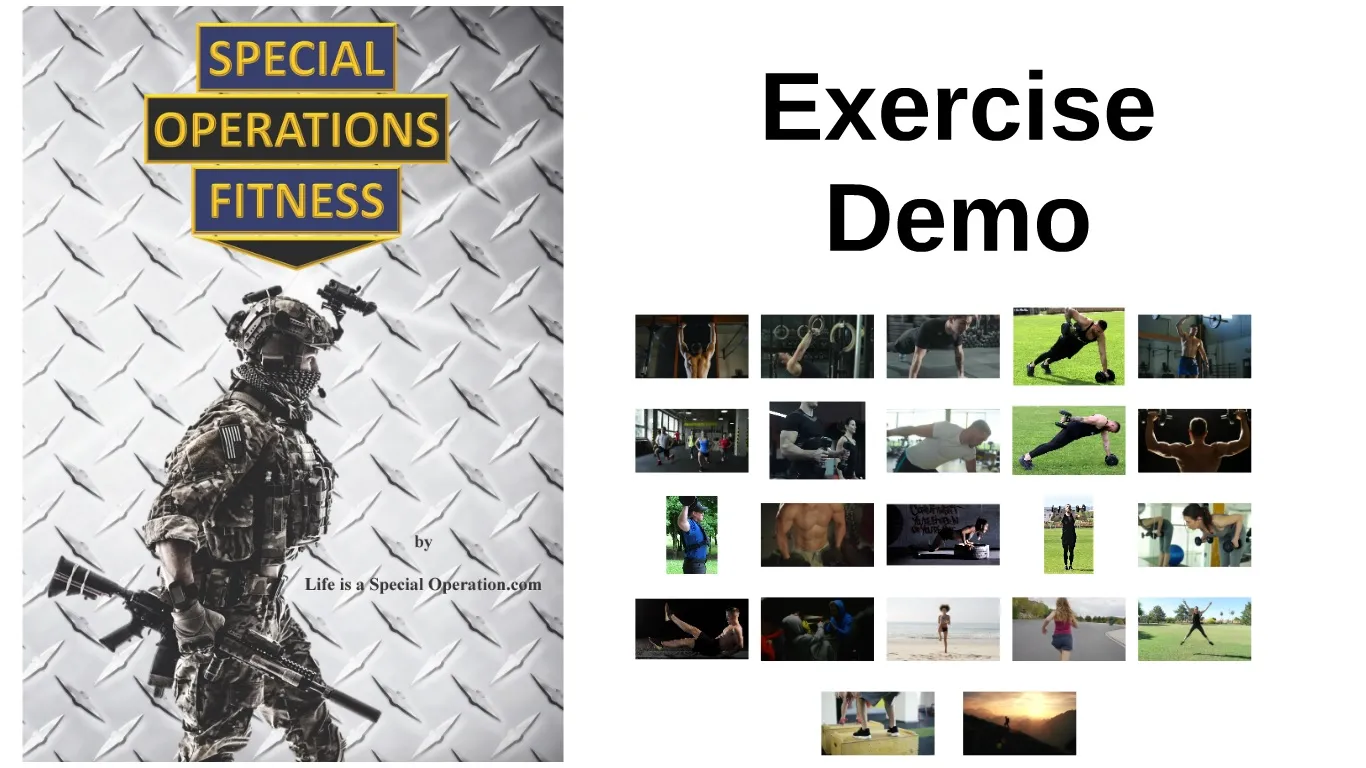 SPECIAL
OPERATIONS
FITNESS
by
Life is a Special Operation.com
Exercise
Demo